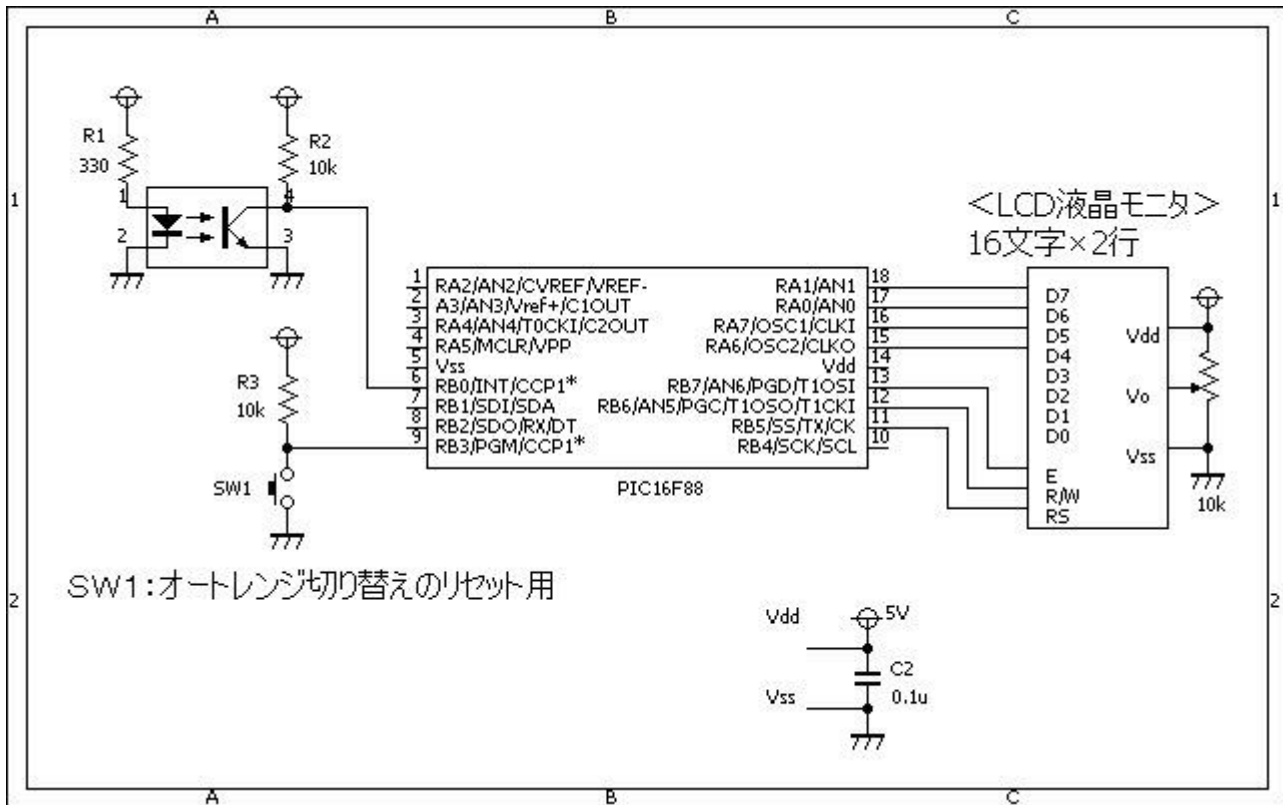 A
B
C
1
1
R1
330
R2
10k
1
2
4
3
<LCD液晶モニタ>
16文字×2行
1
2
3
4
5
6
7
8
9
RA2/AN2/CVREF/VREF-
A3/AN3/Vref+/C1OUT
RA4/AN4/T0CKI/C2OUT
RA5/MCLR/VPP
Vss
RB0/INT/CCP1*
RB1/SDI/SDA
RB2/SDO/RX/DT
RB3/PGM/CCP1*
RA1/AN1
RA0/AN0
RA7/OSC1/CLKI
RA6/OSC2/CLKO
Vdd
RB7/AN6/PGD/T1OSI
RB6/AN5/PGC/T1OSO/T1CKI
RB5/SS/TX/CK
RB4/SCK/SCL
18
17
16
15
14
13
12
11
10
PIC16F88
D7
D6
D5
D4
D3
D2
D1
D0
E
R/W
RS
Vdd
Vo
Vss
10k
R3
10k
SW1
SW1:オートレンジ切り替えのリセット用
2
2
Vdd
5V
C2
0.1u
Vss
A
B
C